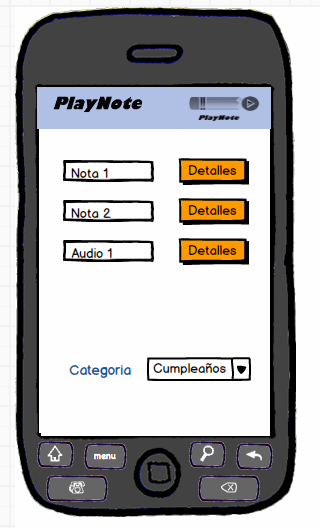 PlayNote
PlayNote
Nota 1 Detalles
Nota 2 Detalles
Audio 1 Detalles
Categoria Cumpleaños
menu